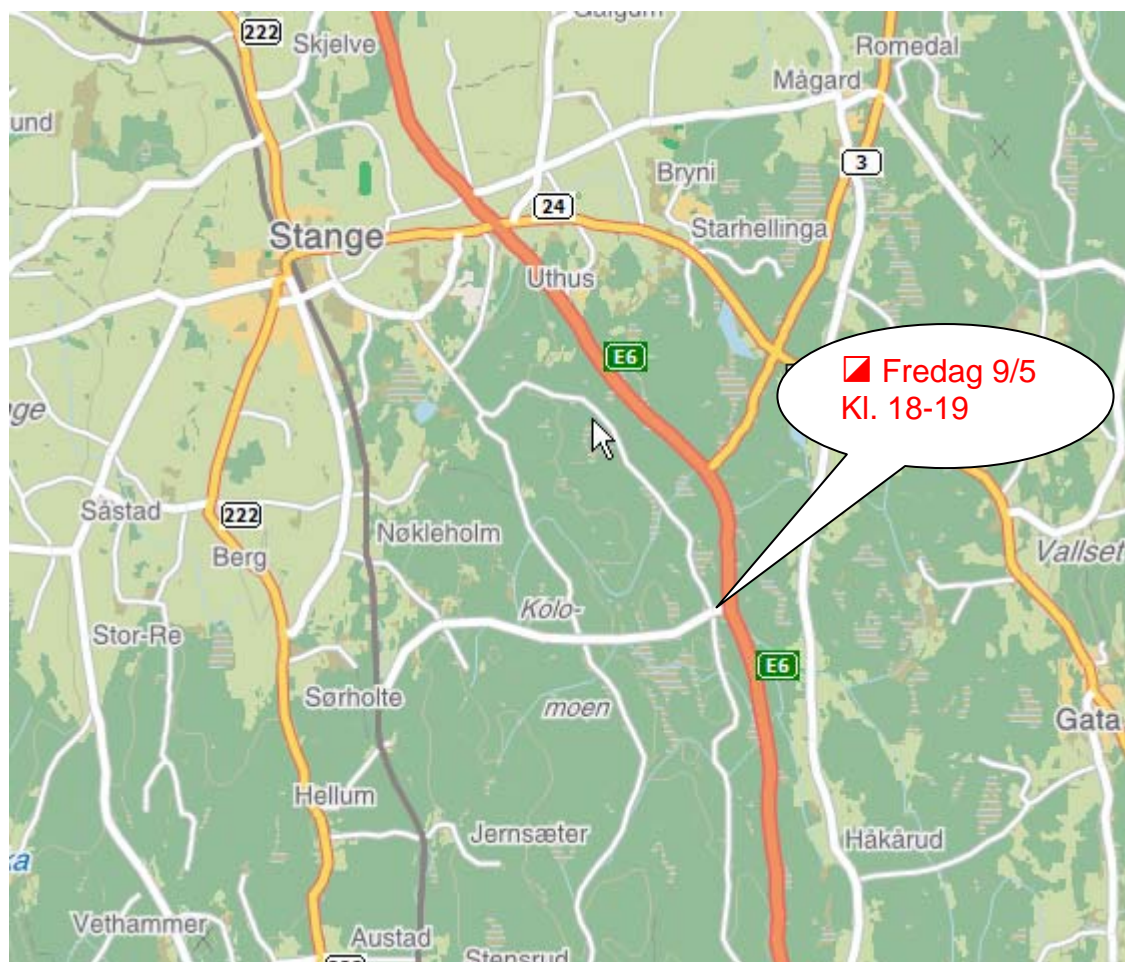 Galgum
222
Skjelve
Romedal
Mågard
und
3
Bryni
24
Starhellinga
Stange
Uthus
E6
Fredag 9/5
Kl. 18-19
ge
Såstad
222
Nøkleholm
Berg
Vallset
Kolo-
Stor-Re
E6
Sørholte
moen
Gata
Hellum
Jernsæter
Håkårud
ka
Vethammer
Austad
Stensrud